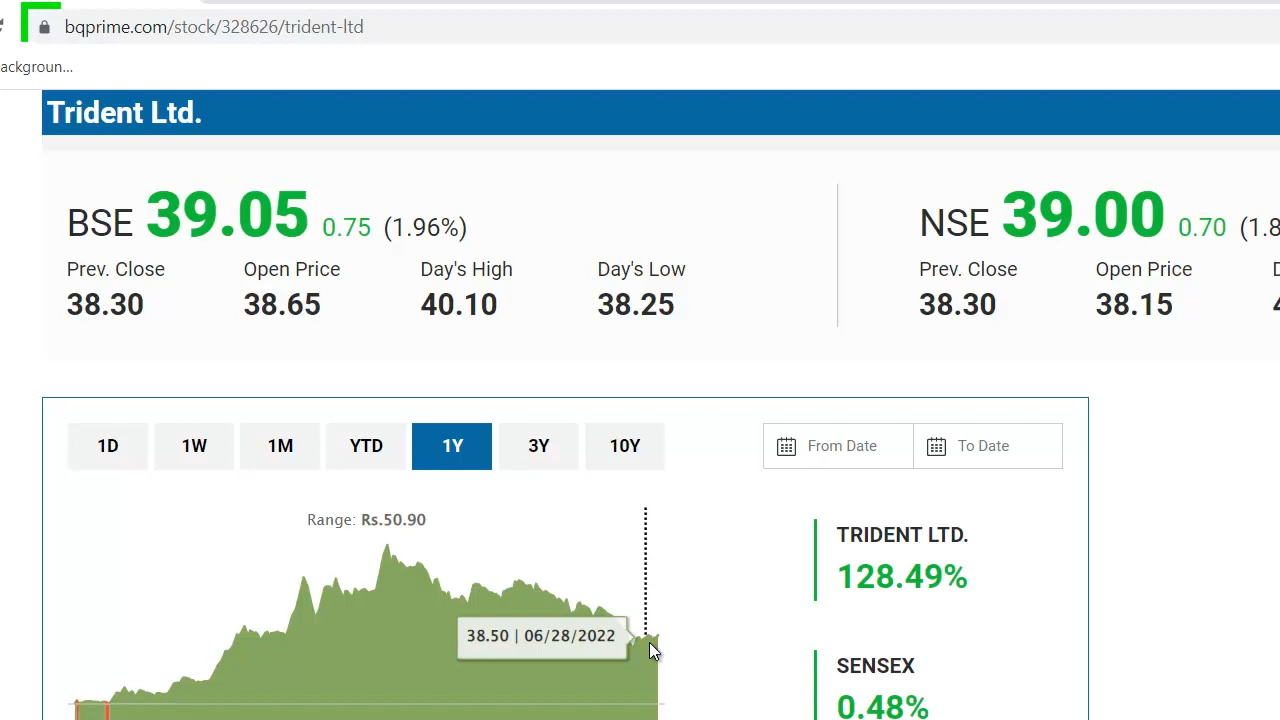 bqprime.com/stock/328626/trident-ltd
ackgroun...
Trident Ltd.
BSE 39.05 0.75 (1.96%)
Prev. Close Open Price Day's High Day's Low
38.30 38.65 40.10 38.25
NSE 39.00 0.70 (1.8
Prev. Close Open Price
38.30 38.15
1D 1W 1M YTD 1Y 3Y 10Y
From Date To Date
Range: Rs.50.90
38.50 | 06/28/2022
TRIDENT LTD.
128.49%
SENSEX
0.48%